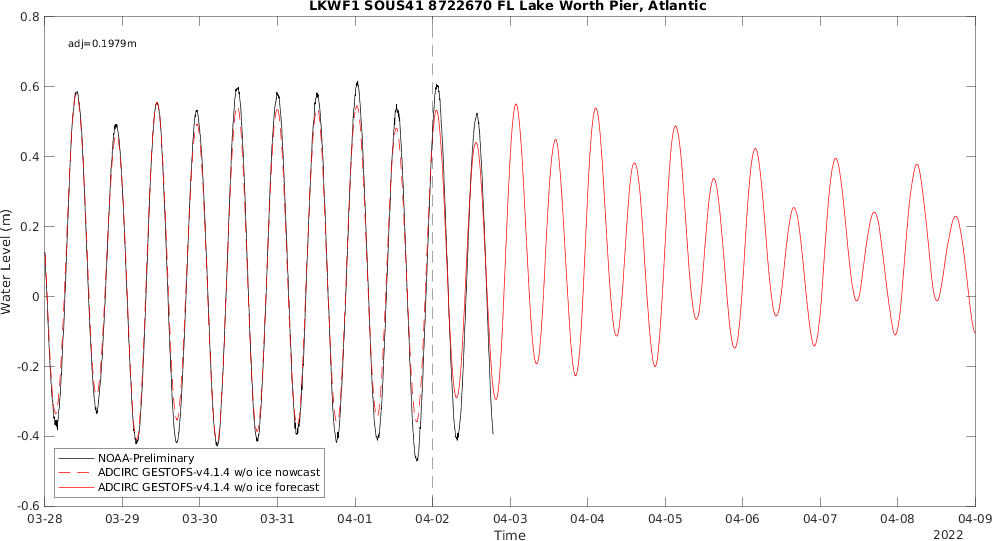 LKWF1 SOUS41 8722670 FL Lake Worth Pier, Atlantic
adj=0.1979m
0.8
0.6
0.4
0.2
0
-0.2
-0.4
-0.6
Water Level (m)
NOAA-Preliminary
ADCIRC GESTOFS-v4.1.4 w/o ice nowcast
ADCIRC GESTOFS-v4.1.4 w/o ice forecast
03-28 03-29 03-30 03-31 04-01 04-02 04-03 04-04 04-05 04-06 04-07 04-08 04-09
Time
2022